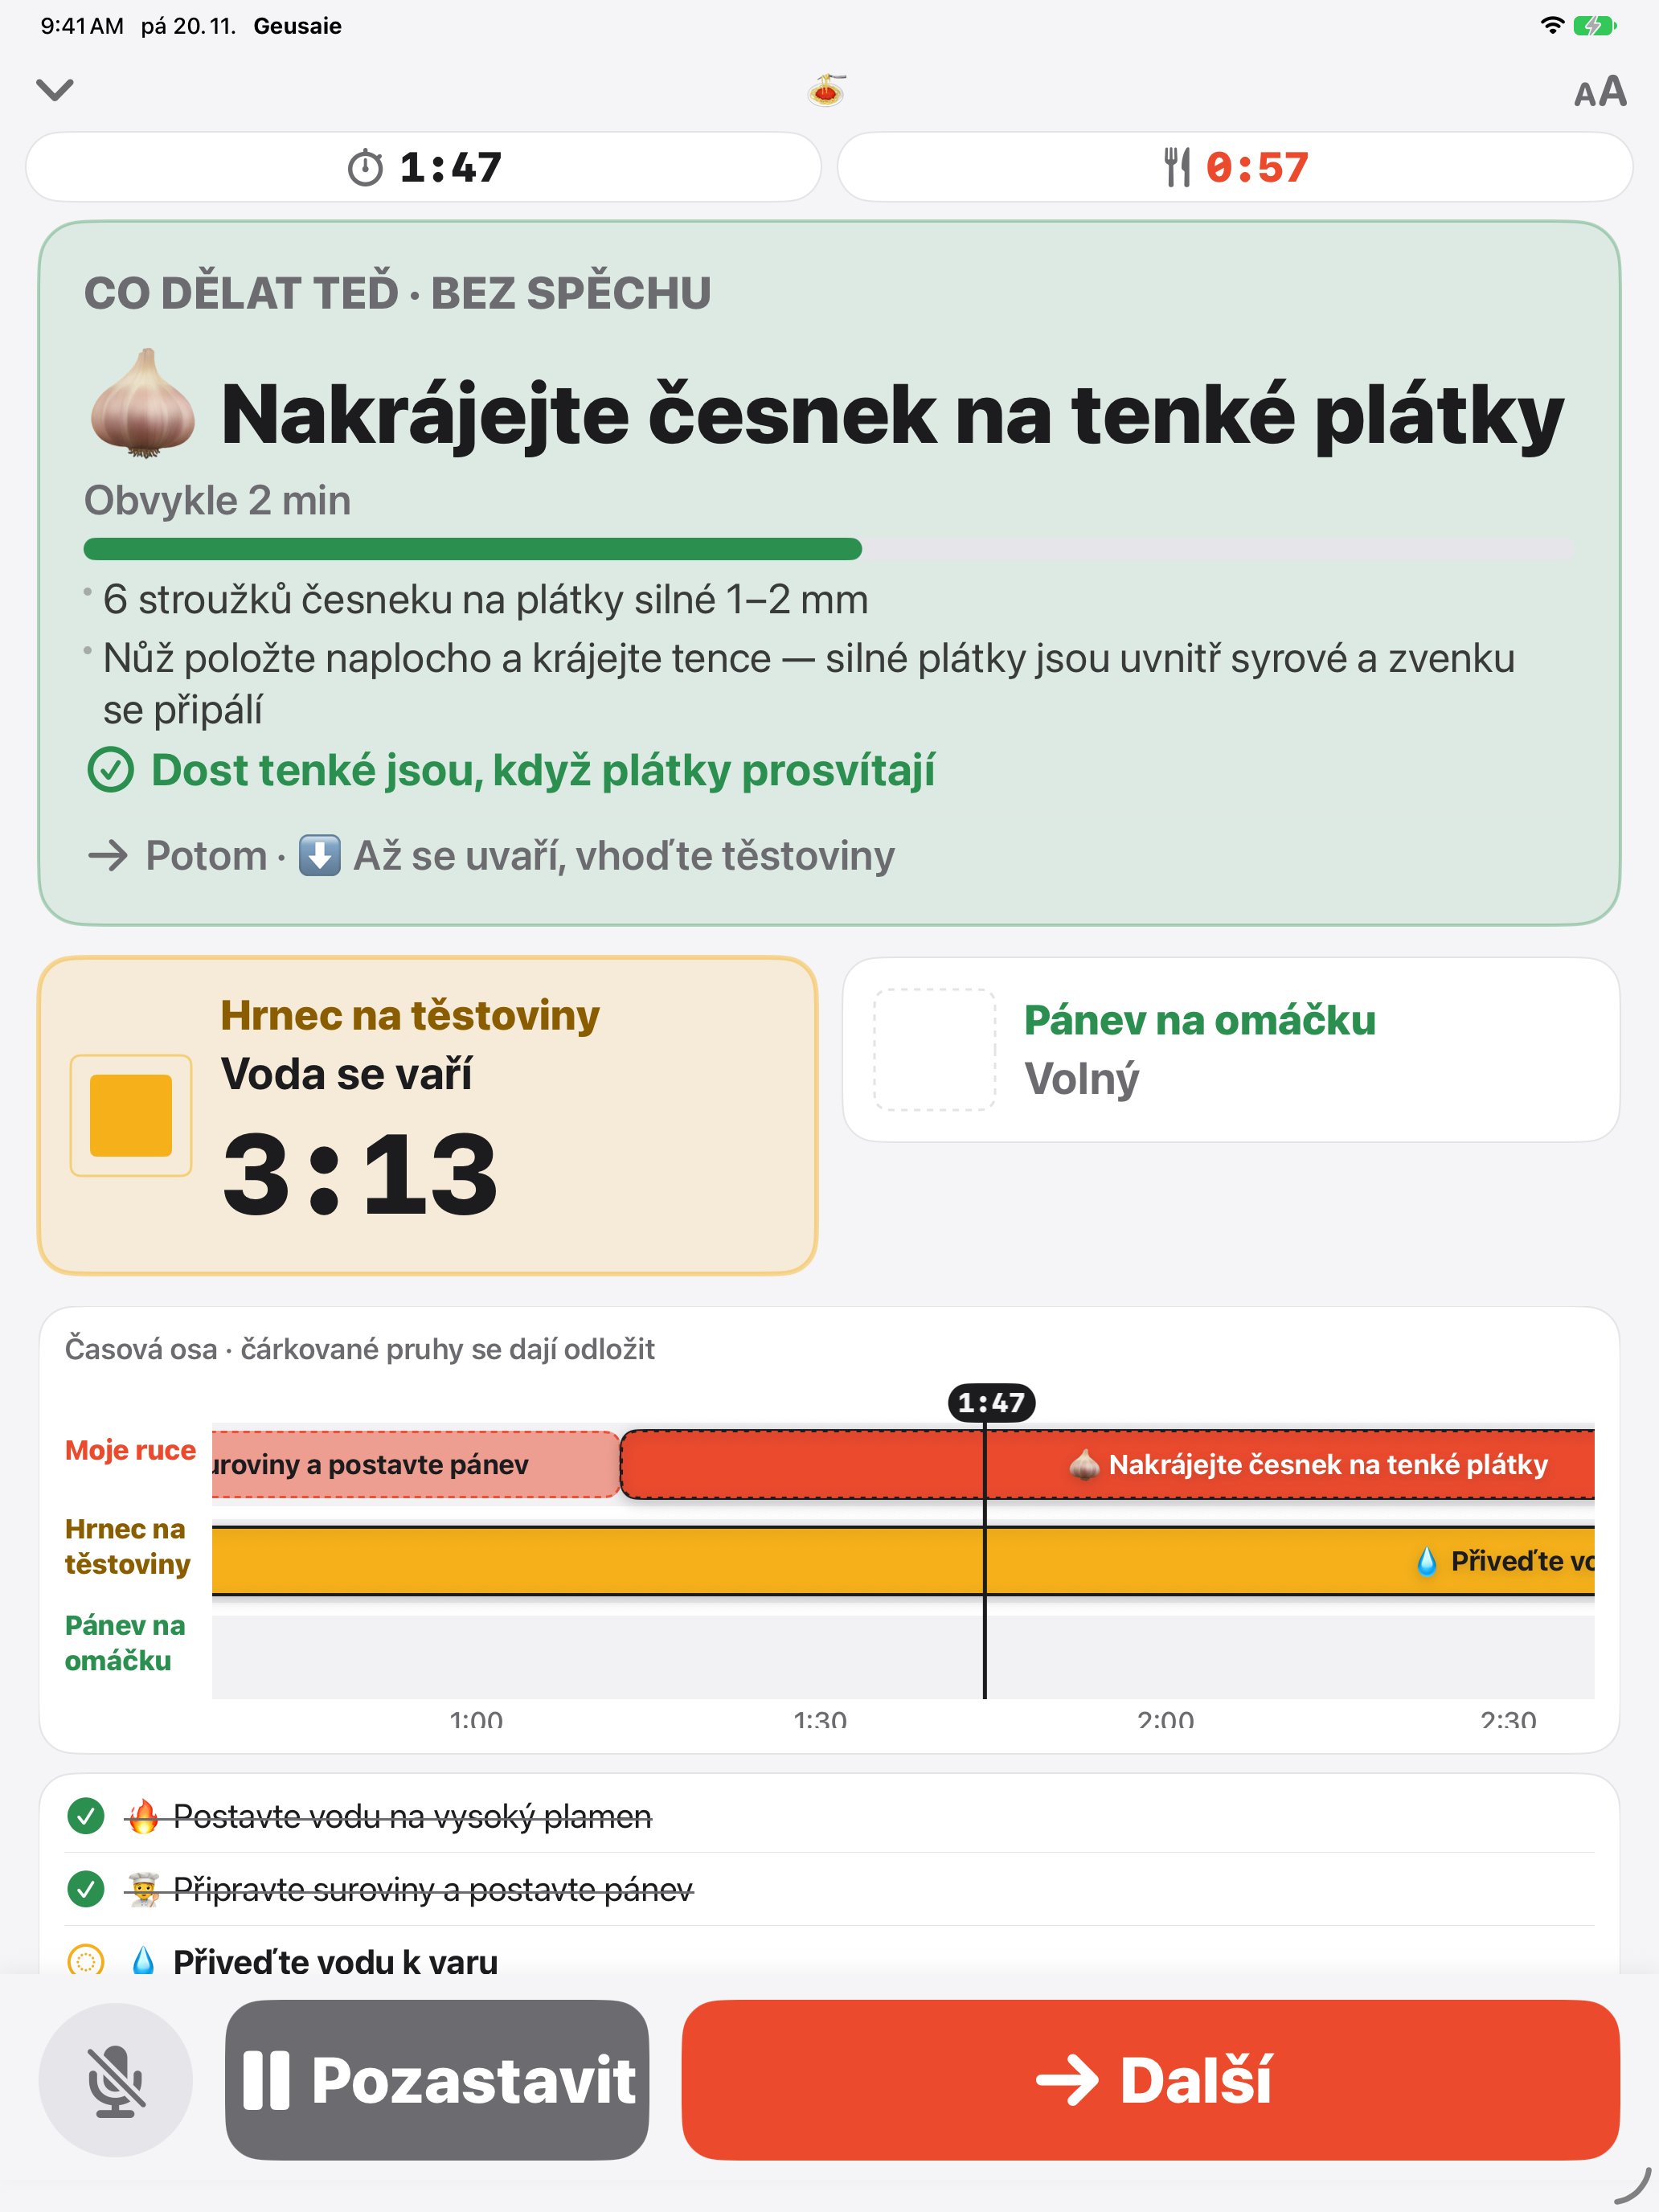 9:41 AM pá 20. 11. Geusaie
AA
1:47
0:57
CO DĚLAT TEĎ · BEZ SPĚCHU
Nakrájejte česnek na tenké plátky
Obvykle 2 min
• 6 stroužků česneku na plátky silné 1–2 mm
• Nůž položte naplocho a krájejte tence — silné plátky jsou uvnitř syrové a zvenku
se připálí
Dost tenké jsou, když plátky prosvítají
→ Potom · ⬇️ Až se uvaří, vhoďte těstoviny
Hrnec na těstoviny
Voda se vaří
3:13
Pánev na omáčku
Volný
Časová osa · čárkované pruhy se dají odložit
1:47
Moje ruce
uroviny a postavte pánev
Nakrájejte česnek na tenké plátky
Hrnec na
těstoviny
Přiveďte vo
Pánev na
omáčku
1:00 1:30 2:00 2:30
Postavte vodu na vysoký plamen
Připravte suroviny a postavte pánev
Přiveďte vodu k varu
Pozastavit
→ Další